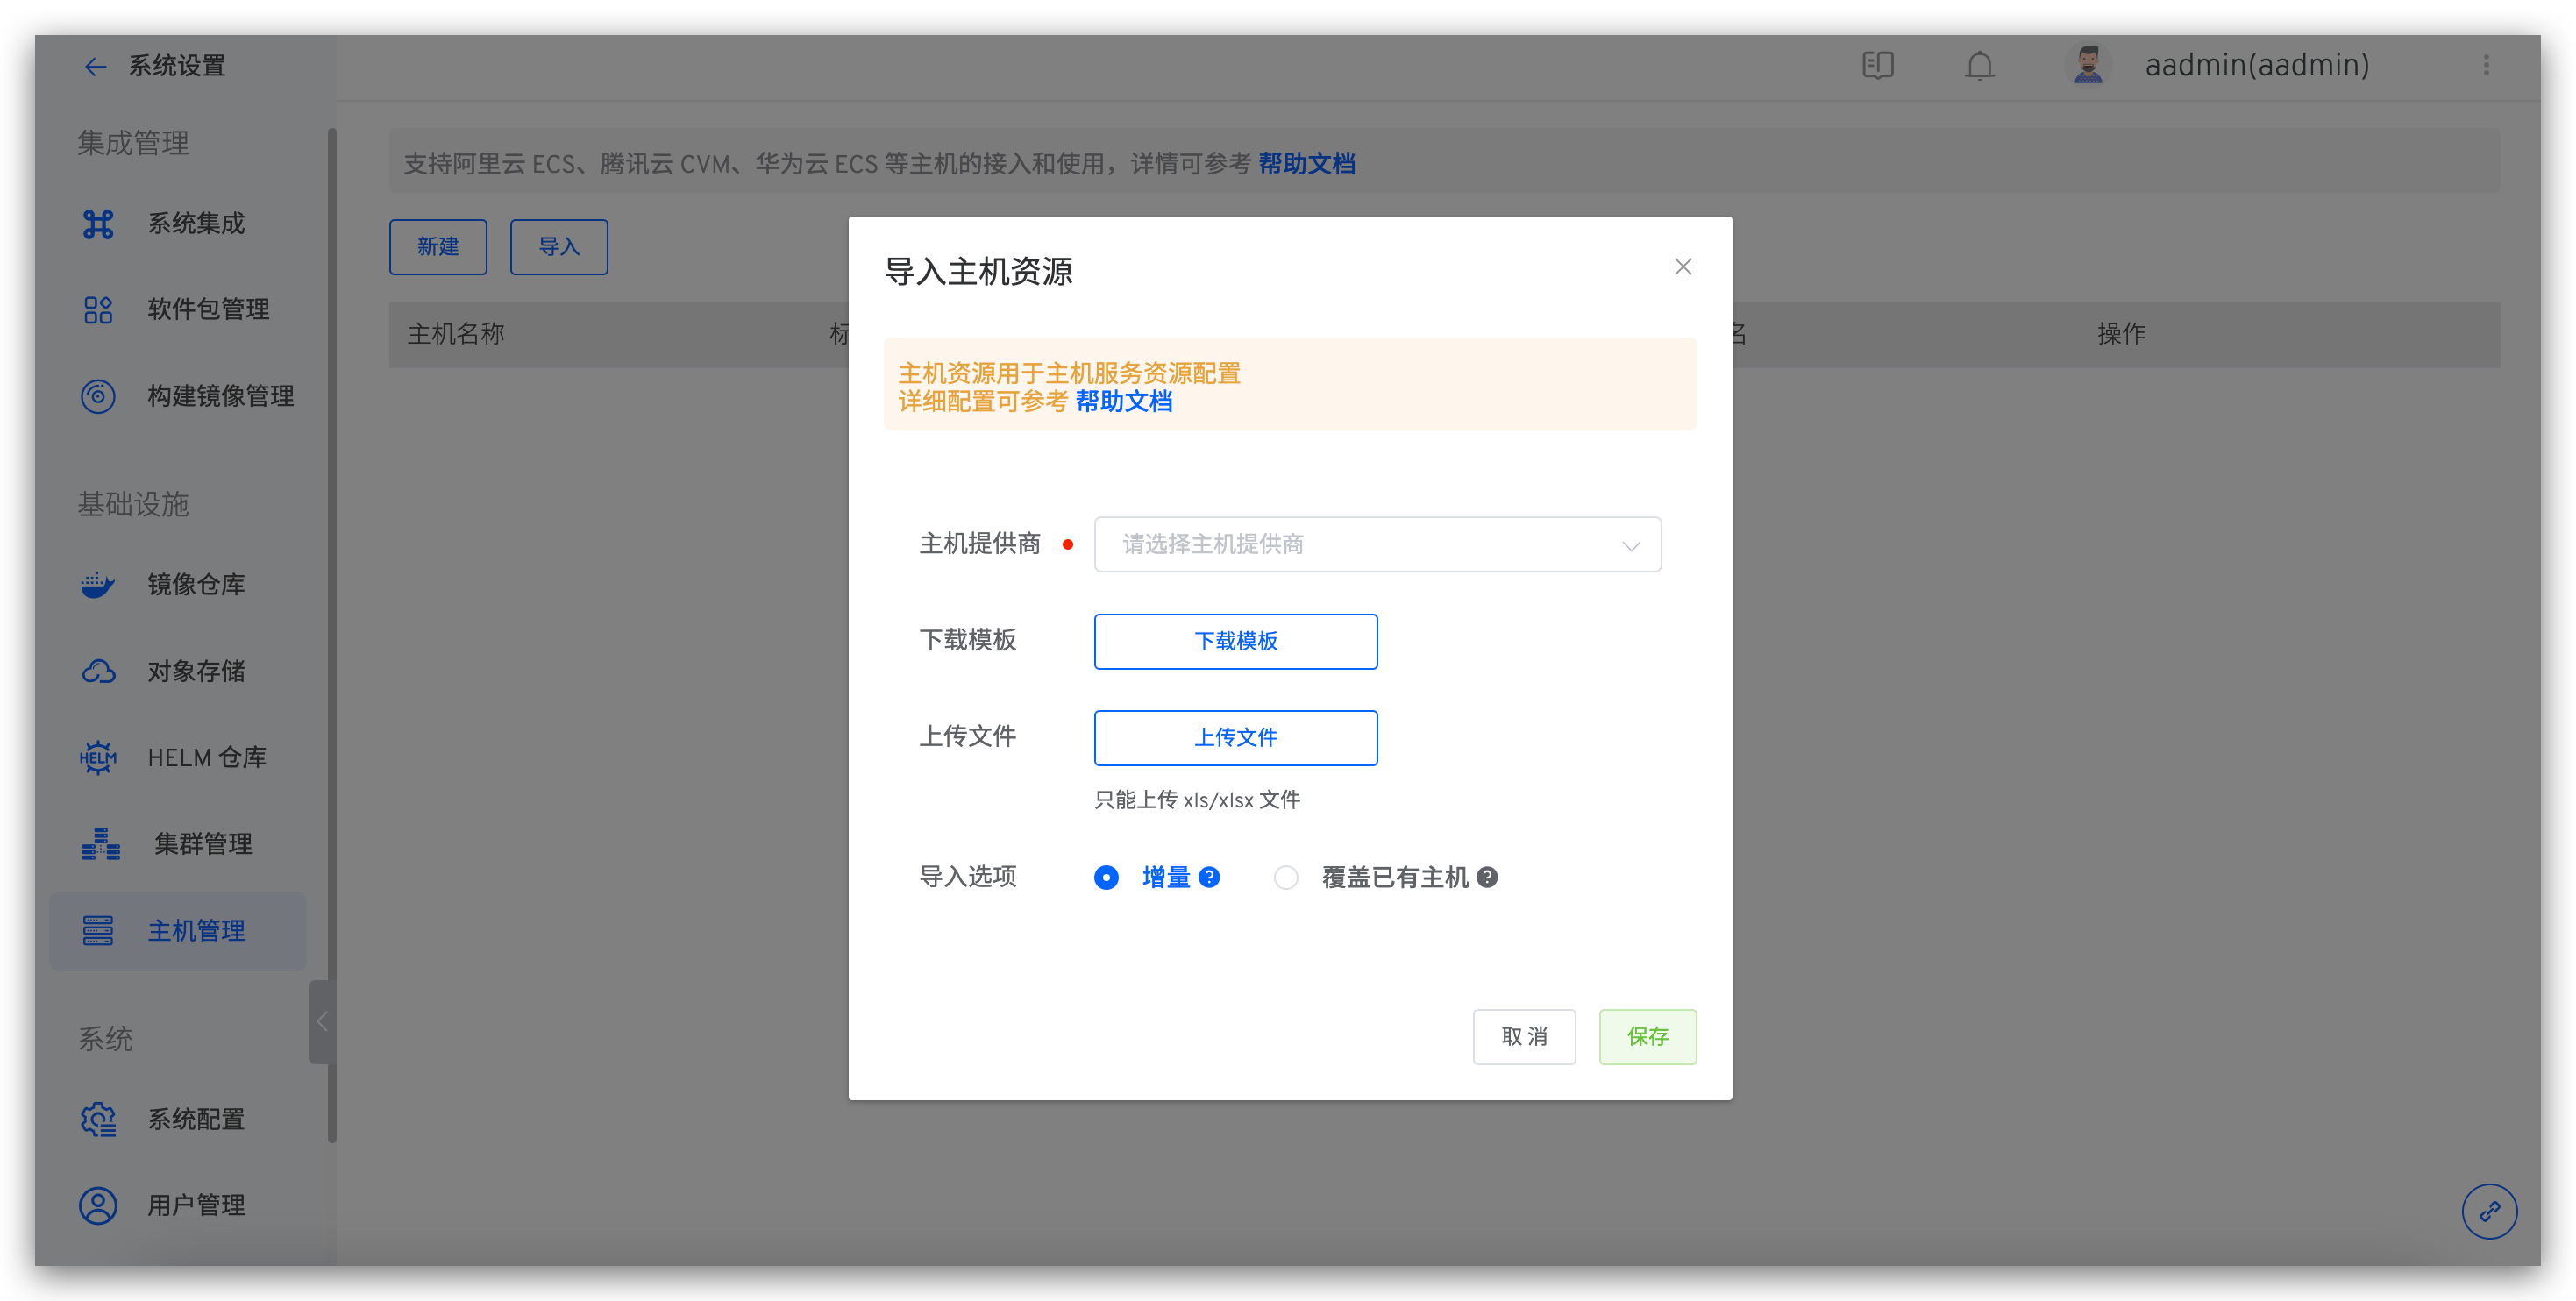 系统设置
aadmin(aadmin)
集成管理
系统集成
软件包管理
构建镜像管理
基础设施
镜像仓库
对象存储
HELM
HELM 仓库
集群管理
主机管理
系统
系统配置
用户管理
支持阿里云 ECS、腾讯云 CVM、华为云 ECS 等主机的接入和使用，详情可参考 帮助文档
新建 导入
主机名称 标 名 操作
导入主机资源
主机资源用于主机服务资源配置
详细配置可参考 帮助文档
主机提供商 请选择主机提供商
下载模板 下载模板
上传文件 上传文件
只能上传 xls/xlsx 文件
导入选项 增量 ? 覆盖已有主机 ?
取 消 保存